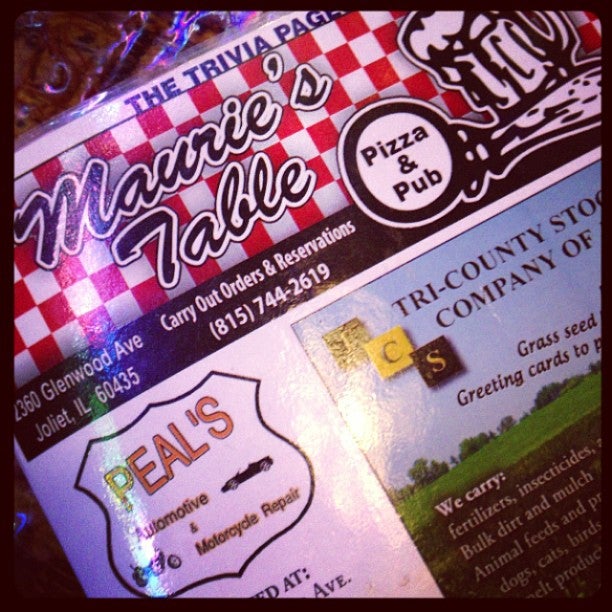 THE TRIVIA PAGE
Maurie's
Table
Pizza
&
Pub
Carry Out Orders & Reservations
(815) 744-2619
2360 Glenwood Ave
Joliet, IL 60435
PEAL'S
Automotive
&
Motorcycle Repair
AVE.
TRI-COUNTY
COMPANY OF
T C S
Grass seed
Greeting cards to
We carry:
fertilizers, insecticides,
Bulk dirt and mulch
Animal feeds and
dogs, cats, birds
melt